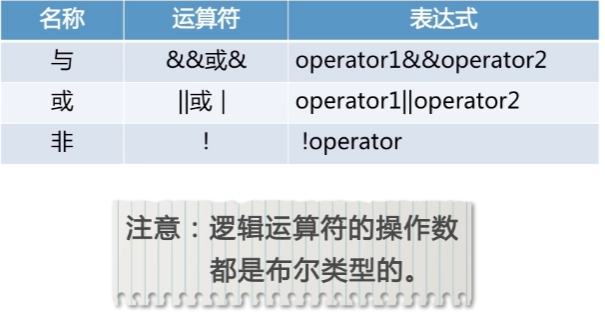 名称 运算符 表达式
与 &&或& operator1&&operator2
或 ||或 | operator1||operator2
非 ! !operator
注意：逻辑运算符的操作数
都是布尔类型的。